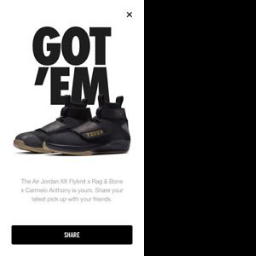 GOT
'EM
The Air Jordan XX Flyknit x Rag & Bone
x Carmelo Anthony is yours. Share your
latest pick up with your friends.
SHARE